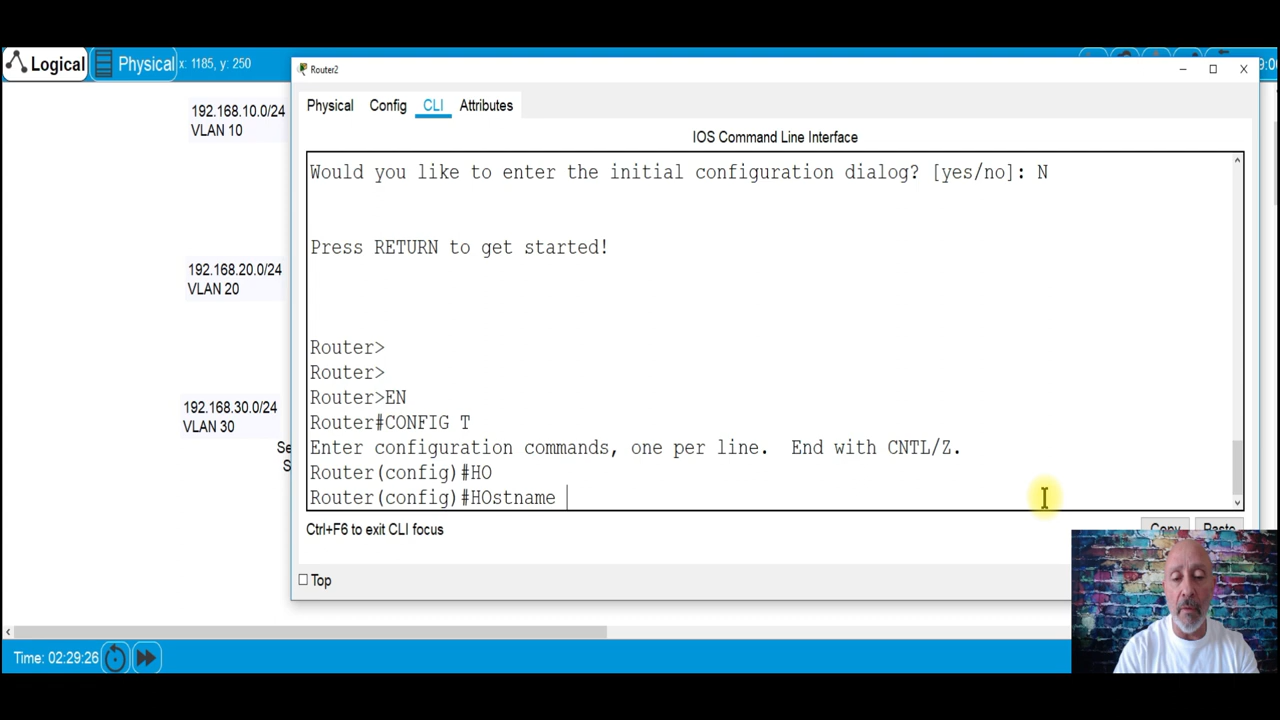 Logical
Physical
x: 1185, y: 250
192.168.10.0/24
VLAN 10
192.168.20.0/24
VLAN 20
192.168.30.0/24
VLAN 30
Se
S
Router2
Physical
Config
CLI
Attributes
IOS Command Line Interface
Would you like to enter the initial configuration dialog? [yes/no]: N
Press RETURN to get started!
Router>
Router>
Router>EN
Router#CONFIG T
Enter configuration commands, one per line. End with CNTL/Z.
Router(config)#HO
Router(config)#HOstname
Ctrl+F6 to exit CLI focus
Copy
Paste
Top
Time: 02:29:26